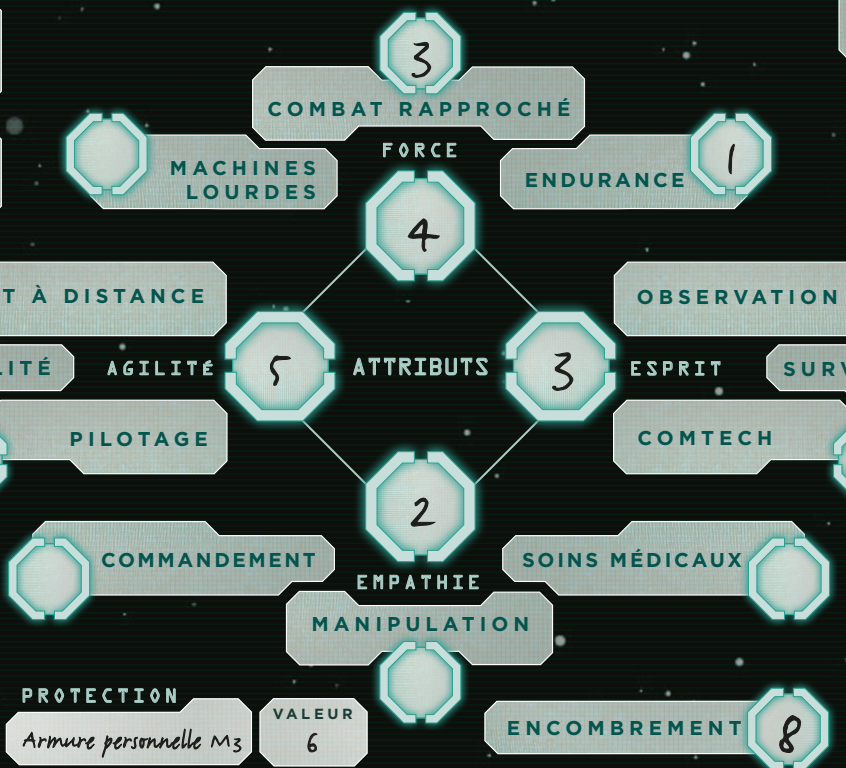 3
COMBAT RAPPROCHÉ
FORCE
MACHINES
LOURDES
ENDURANCE 1
4
T À DISTANCE
OBSERVATION
LITÉ
AGILITÉ
5
ATTRIBUTS
3
ESPRIT
SURV
PILOTAGE
COMTECH
2
COMMANDEMENT
SOINS MÉDICAUX
EMPATHIE
MANIPULATION
PROTECTION
Armure personnelle M3
VALEUR
6
ENCOMBREMENT 8